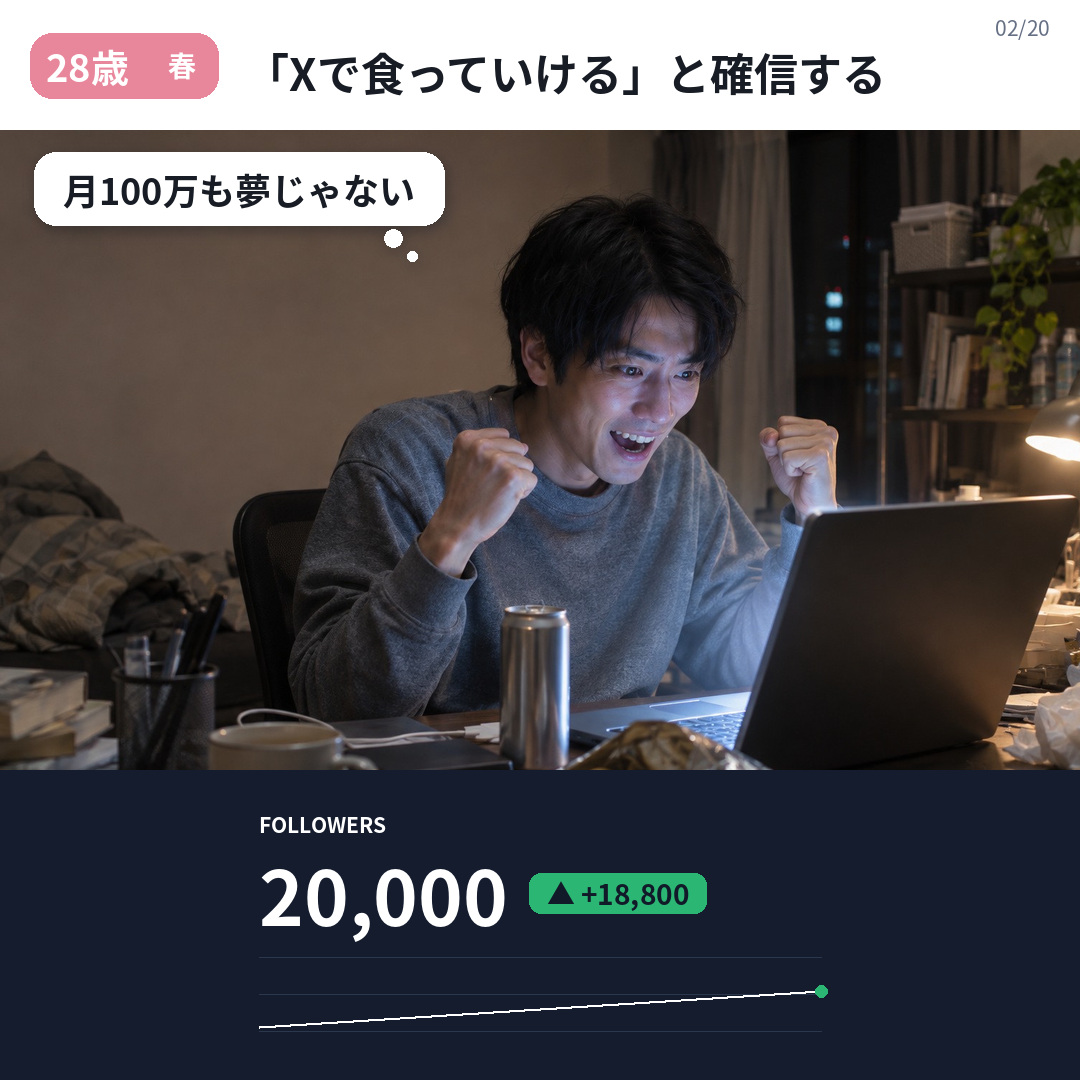 02/20
28歳 春
「Xで食っていける」と確信する
月100万も夢じゃない
FOLLOWERS
20,000 ▲+18,800